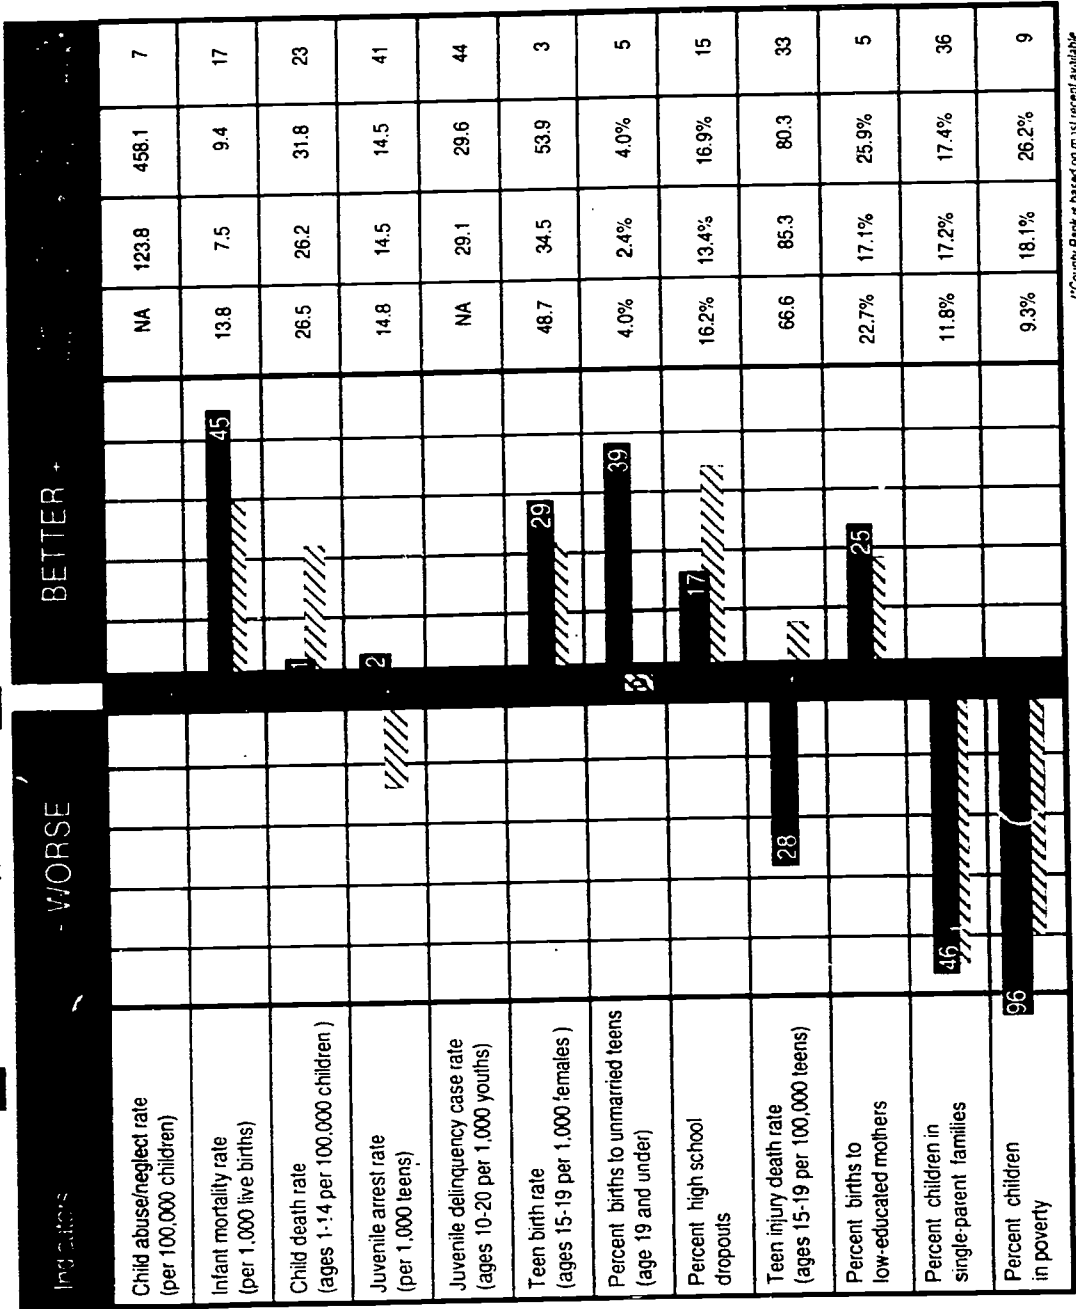 - WORSE
BETTER +
Child abuse/neglect rate
(per 100,000 children)
NA 123.8 458.1 7
Infant mortality rate
(per 1,000 live births)
45
13.8 7.5 9.4 17
Child death rate
(ages 1-14 per 100,000 children)
1
26.5 26.2 31.8 23
Juvenile arrest rate
(per 1,000 teens)
2
14.8 14.5 14.5 41
Juvenile delinquency case rate
(ages 10-20 per 1,000 youths)
NA 29.1 29.6 44
Teen birth rate
(ages 15-19 per 1,000 females)
29
48.7 34.5 53.9 3
Percent births to unmarried teens
(age 19 and under)
39
4.0% 2.4% 4.0% 5
Percent high school
dropouts
17
16.2% 13.4% 16.9% 15
Teen injury death rate
(ages 15-19 per 100,000 teens)
28
66.6 85.3 80.3 33
Percent births to
low-educated mothers
25
22.7% 17.1% 25.9% 5
Percent children in
single-parent families
46
11.8% 17.2% 17.4% 36
Percent children
in poverty
96
9.3% 18.1% 26.2% 9
County Rank is based on most recent available